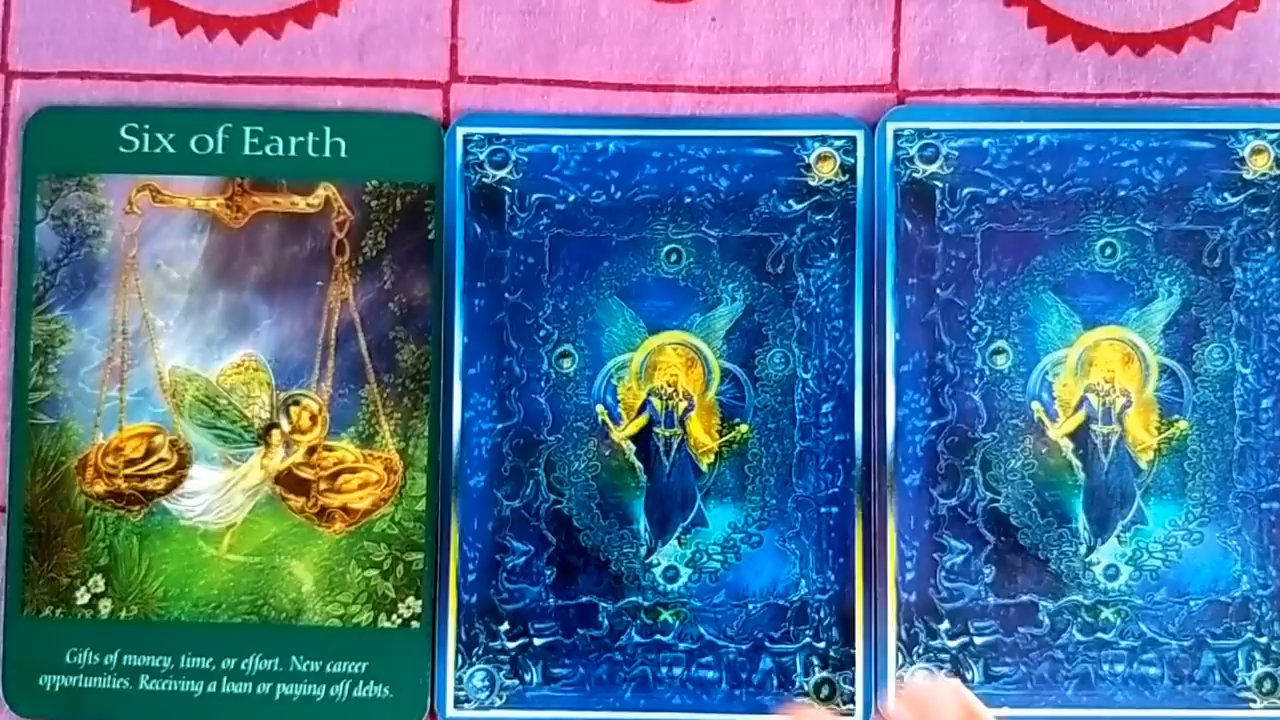 Six of Earth
Gifts of money, time, or effort. New career
opportunities. Receiving a loan or paying off debts.